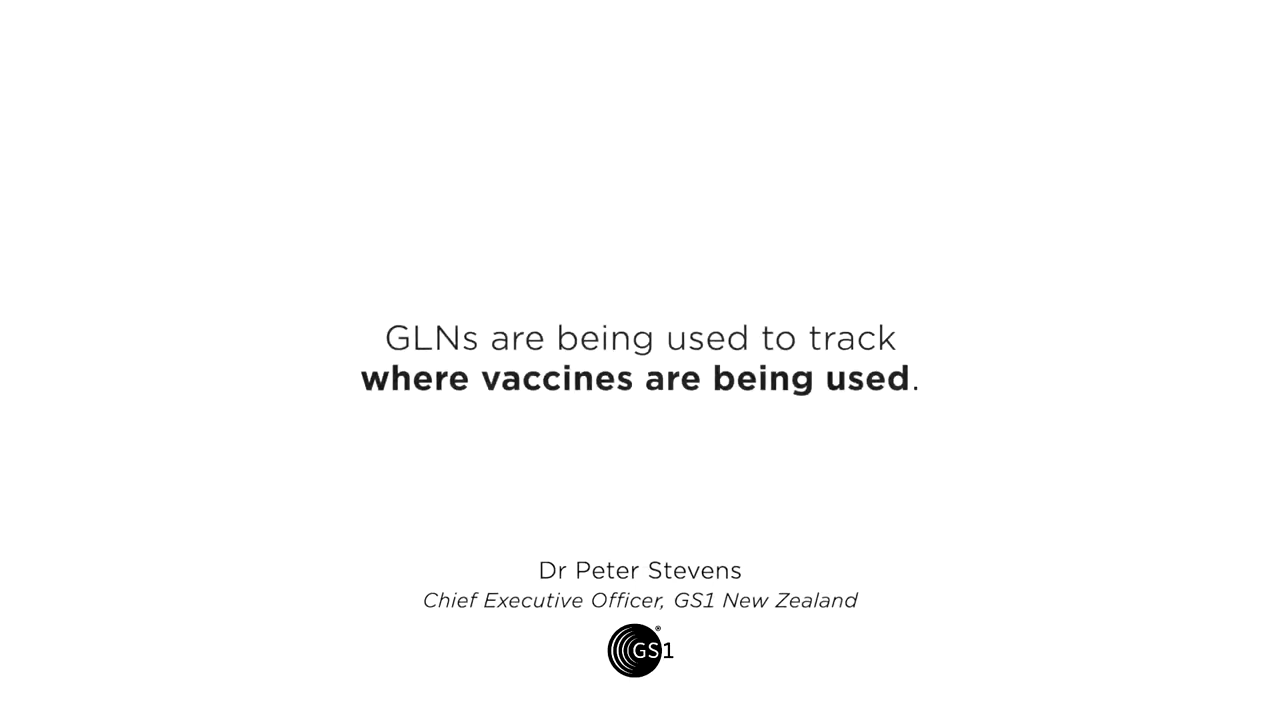 GLNs are being used to track
where vaccines are being used.
Dr Peter Stevens
Chief Executive Officer, GS1 New Zealand
GS1®